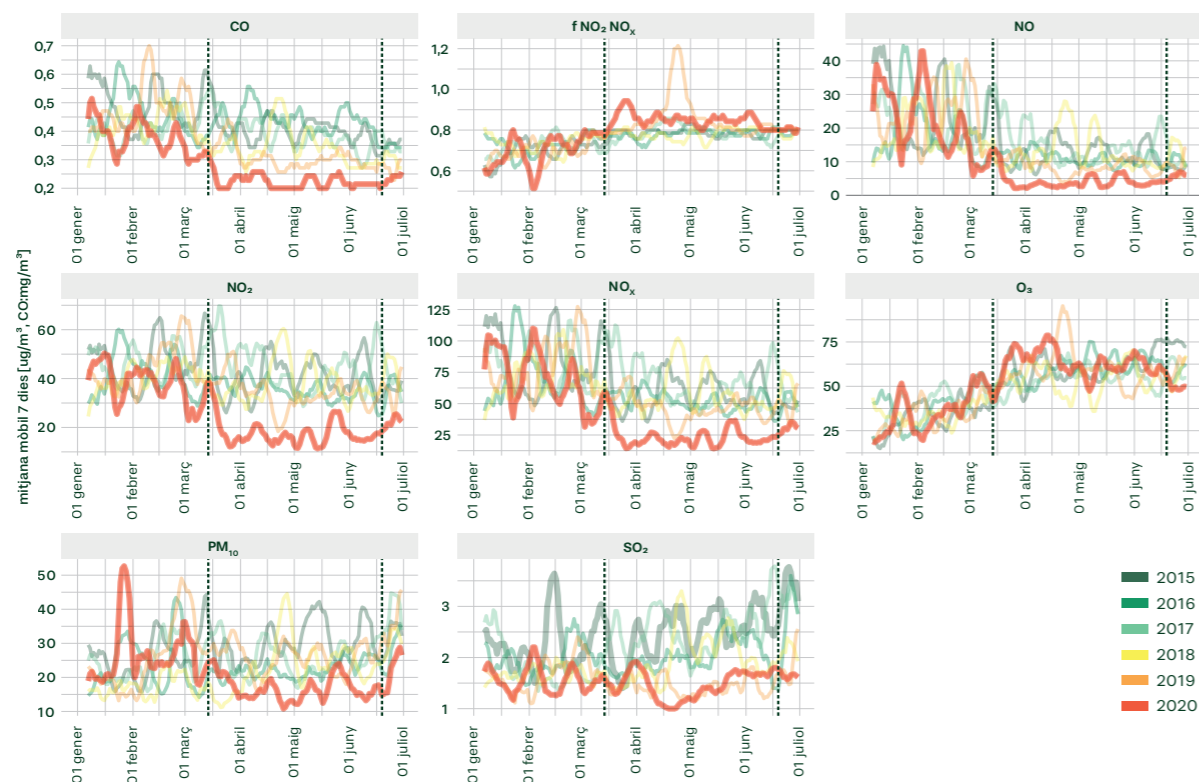 mitjana mòbil 7 dies [ug/m³, CO:mg/m³]
CO
0,7
0,6
0,5
0,4
0,3
0,2
01 gener
01 febrer
01 març
01 abril
01 maig
01 juny
01 juliol
f NO₂ NOₓ
1,2
1,0
0,8
0,6
01 gener
01 febrer
01 març
01 abril
01 maig
01 juny
01 juliol
NO
40
30
20
10
0
01 gener
01 febrer
01 març
01 abril
01 maig
01 juny
01 juliol
NO₂
60
40
20
01 gener
01 febrer
01 març
01 abril
01 maig
01 juny
01 juliol
NOₓ
125
100
75
50
25
01 gener
01 febrer
01 març
01 abril
01 maig
01 juny
01 juliol
O₃
75
50
25
01 gener
01 febrer
01 març
01 abril
01 maig
01 juny
01 juliol
PM₁₀
50
40
30
20
10
01 gener
01 febrer
01 març
01 abril
01 maig
01 juny
01 juliol
SO₂
3
2
1
01 gener
01 febrer
01 març
01 abril
01 maig
01 juny
01 juliol
2015
2016
2017
2018
2019
2020